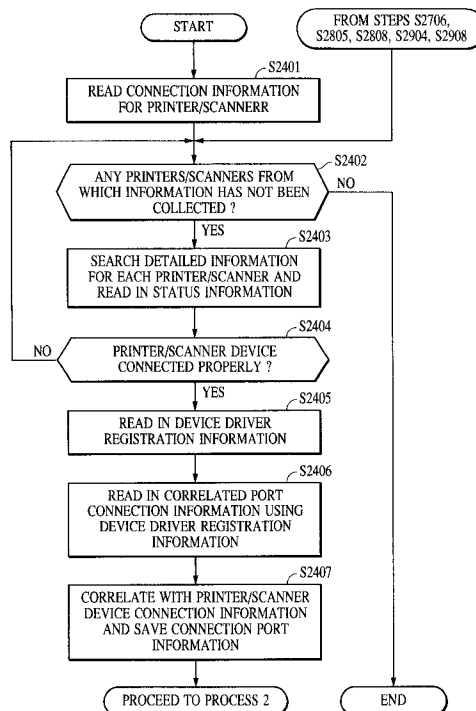 START
FROM STEPS S2706,
S2805, S2808, S2904, S2908
S2401
READ CONNECTION INFORMATION
FOR PRINTER/SCANNERR
S2402
ANY PRINTERS/SCANNERS FROM
WHICH INFORMATION HAS NOT BEEN
COLLECTED ?
NO
YES
S2403
SEARCH DETAILED INFORMATION
FOR EACH PRINTER/SCANNER AND
READ IN STATUS INFORMATION
S2404
NO
PRINTER/SCANNER DEVICE
CONNECTED PROPERLY ?
YES
S2405
READ IN DEVICE DRIVER
REGISTRATION INFORMATION
S2406
READ IN CORRELATED PORT
CONNECTION INFORMATION USING
DEVICE DRIVER REGISTRATION
INFORMATION
S2407
CORRELATE WITH PRINTER/SCANNER
DEVICE CONNECTION INFORMATION
AND SAVE CONNECTION PORT
INFORMATION
PROCEED TO PROCESS 2
END